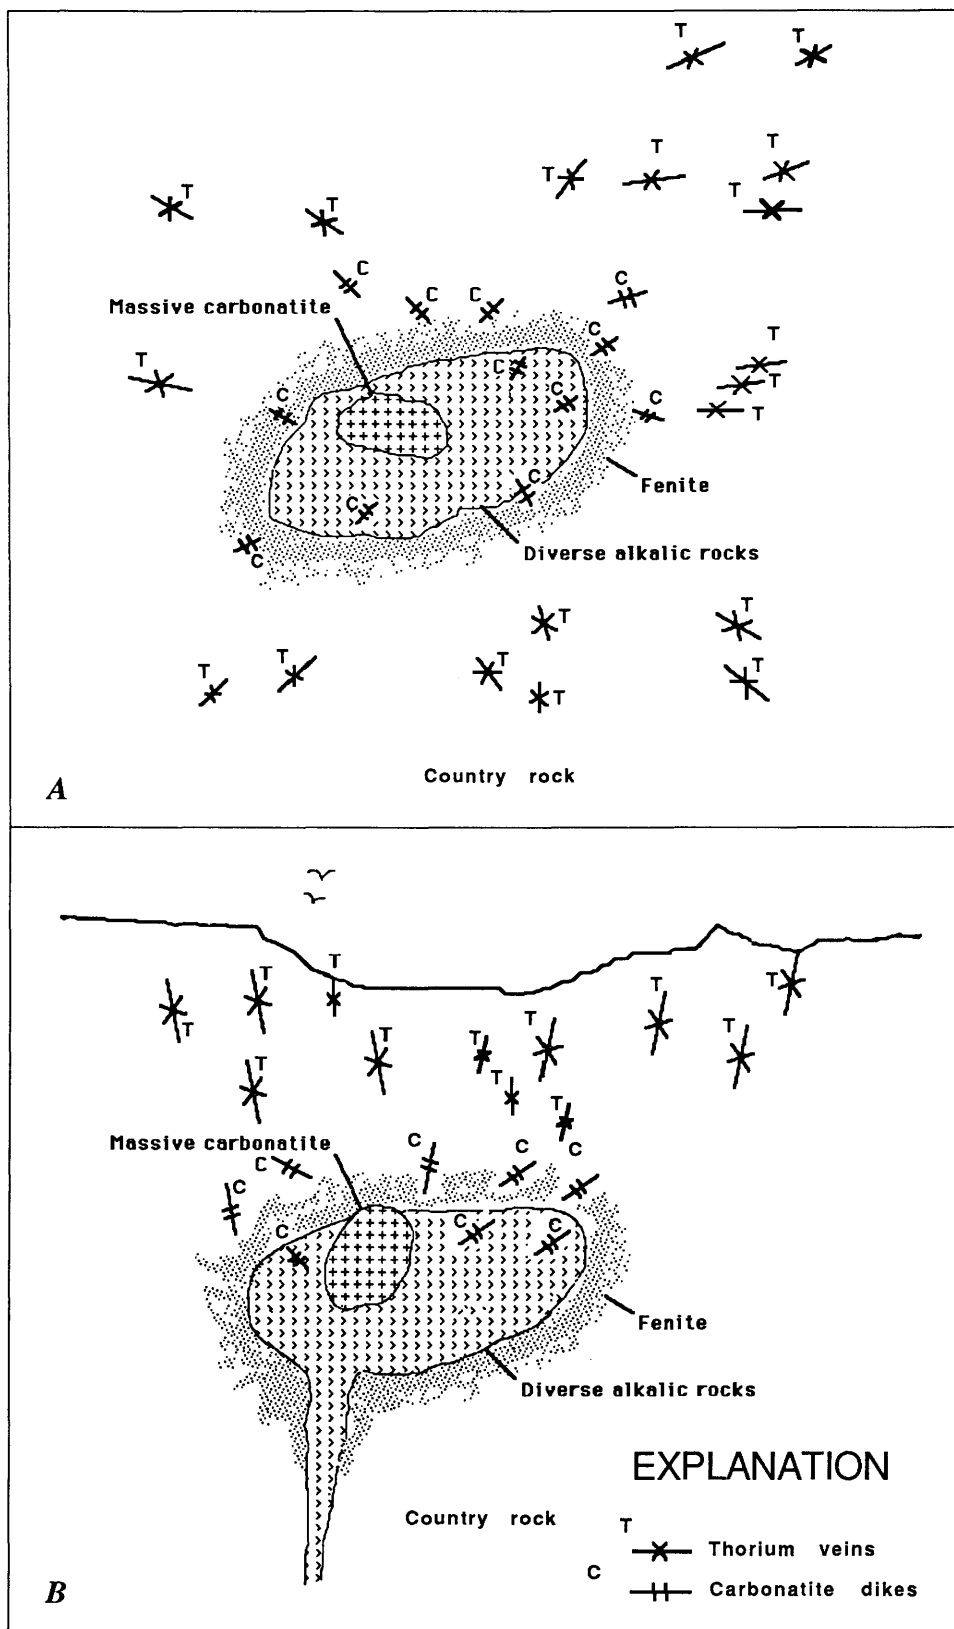 T T
T T T T
T T
C C C C
Massive carbonatite
C
T
T
C
C
C
T
T
C
Fenite
C
C
Diverse alkalic rocks
C
T
T
T
T
T
T
T
Country rock
A
T
T
T
T
T
T
T
T
T
T
T
T
Massive carbonatite
C
C
C
C
C
C
C
C
Fenite
Diverse alkalic rocks
EXPLANATION
Country rock
T
Thorium veins
C
Carbonatite dikes
B